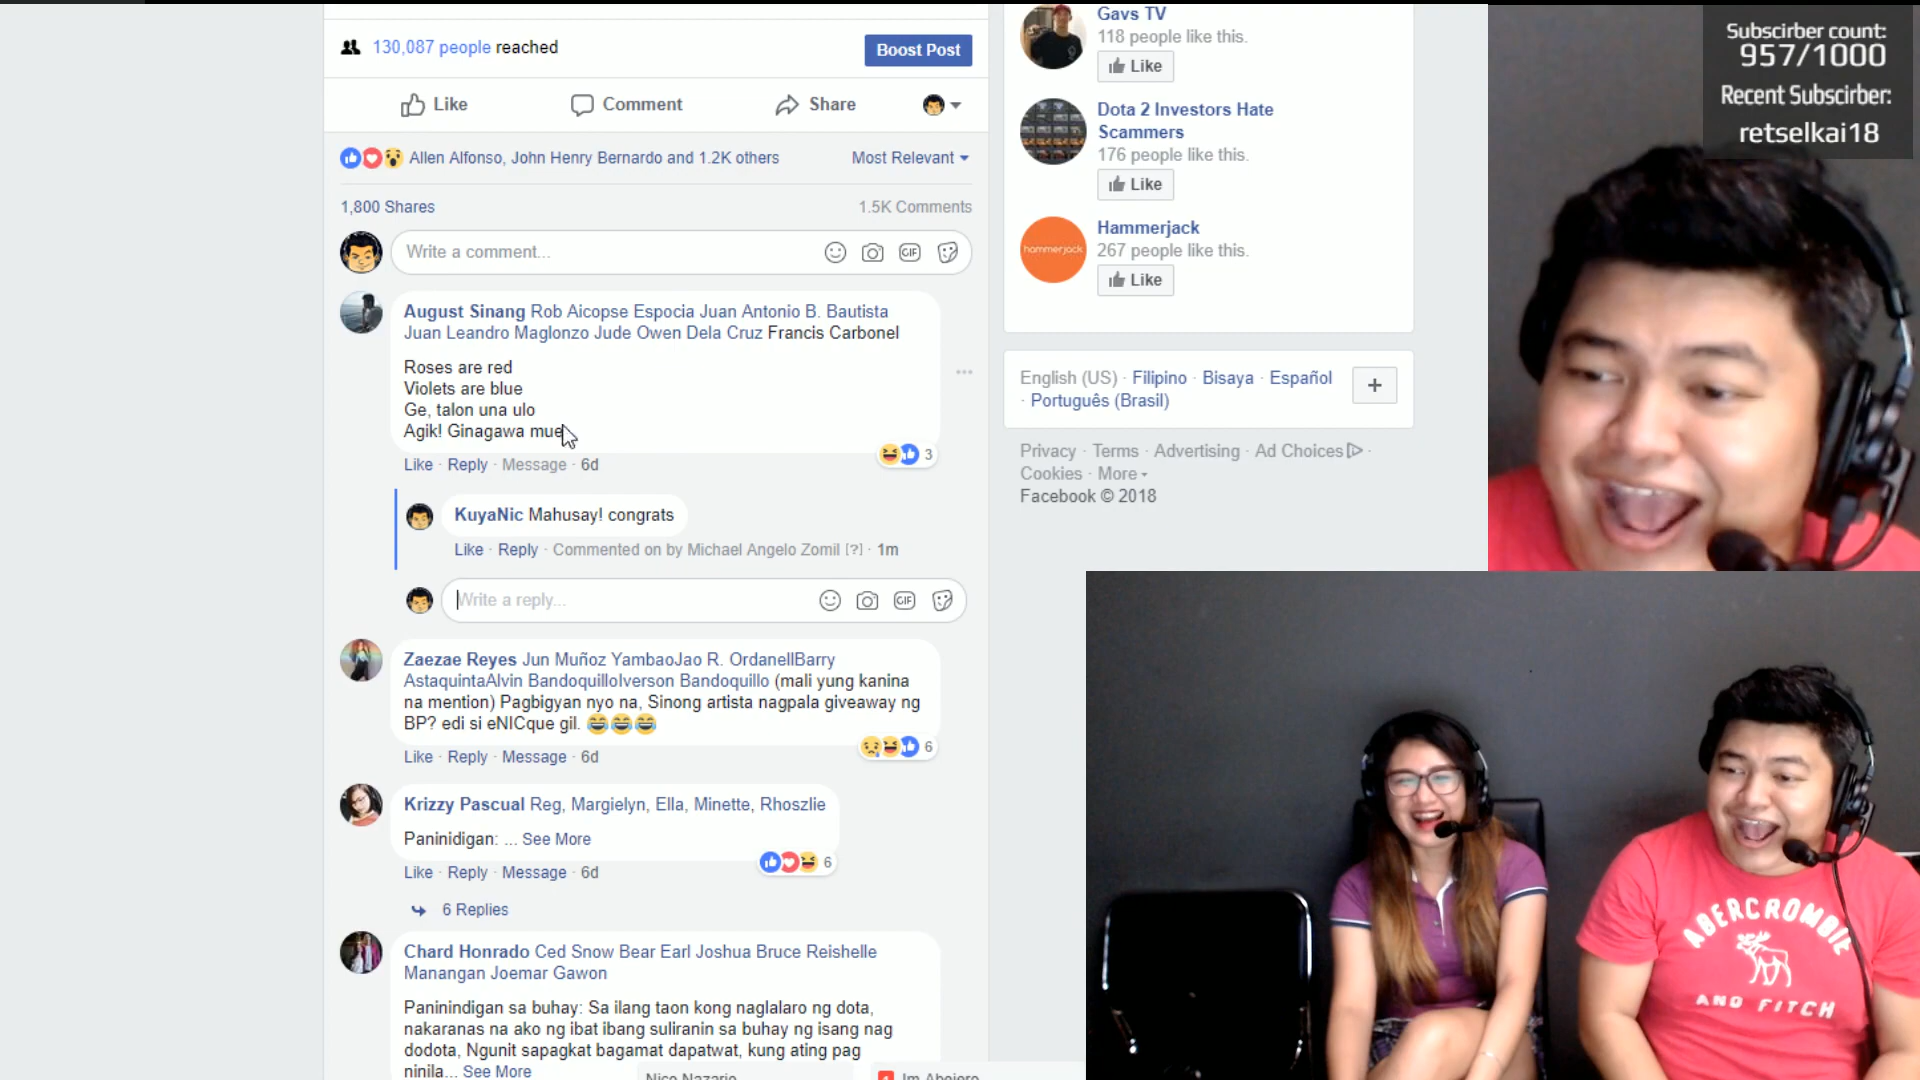 130,087 people reached
Boost Post
Like
Comment
Share
Allen Alfonso, John Henry Bernardo and 1.2K others
Most Relevant
1,800 Shares
1.5K Comments
Write a comment...
GIF
August Sinang Rob Aicopse Espocia Juan Antonio B. Bautista
Juan Leandro Maglonzo Jude Owen Dela Cruz Francis Carbonel
Roses are red
Violets are blue
Ge, talon una ulo
Agik! Ginagawa mue
3
Like · Reply · Message · 6d
KuyaNic Mahusay! congrats
Like · Reply · Commented on by Michael Angelo Zomil [?] · 1m
Write a reply...
GIF
Zaezae Reyes Jun Muñoz YambaoJao R. OrdanellBarry
AstaquintaAlvin BandoquilloIverson Bandoquillo (mali yung kanina
na mention) Pagbigyan nyo na, Sinong artista nagpala giveaway ng
BP? edi si eNICque gil. 😂😂😂
6
Like · Reply · Message · 6d
Krizzy Pascual Reg, Margielyn, Ella, Minette, Rhoszlie
Paninidigan: ... See More
6
Like · Reply · Message · 6d
6 Replies
Chard Honrado Ced Snow Bear Earl Joshua Bruce Reishelle
Manangan Joemar Gawon
Paninindigan sa buhay: Sa ilang taon kong naglalaro ng dota,
nakaranas na ako ng ibat ibang suliranin sa buhay ng isang nag
dodota, Ngunit sapagkat bagamat dapatwat, kung ating pag
ninila... See More
Nico Nazario
Gavs TV
118 people like this.
Like
Dota 2 Investors Hate
Scammers
176 people like this.
Like
hammerjack
Hammerjack
267 people like this.
Like
English (US) · Filipino · Bisaya · Español
· Português (Brasil)
+
Privacy · Terms · Advertising · Ad Choices ·
Cookies · More
Facebook © 2018
Subscirber count:
957/1000
Recent Subscirber:
retselkai18
ABERCROMBIE
AND FITCH